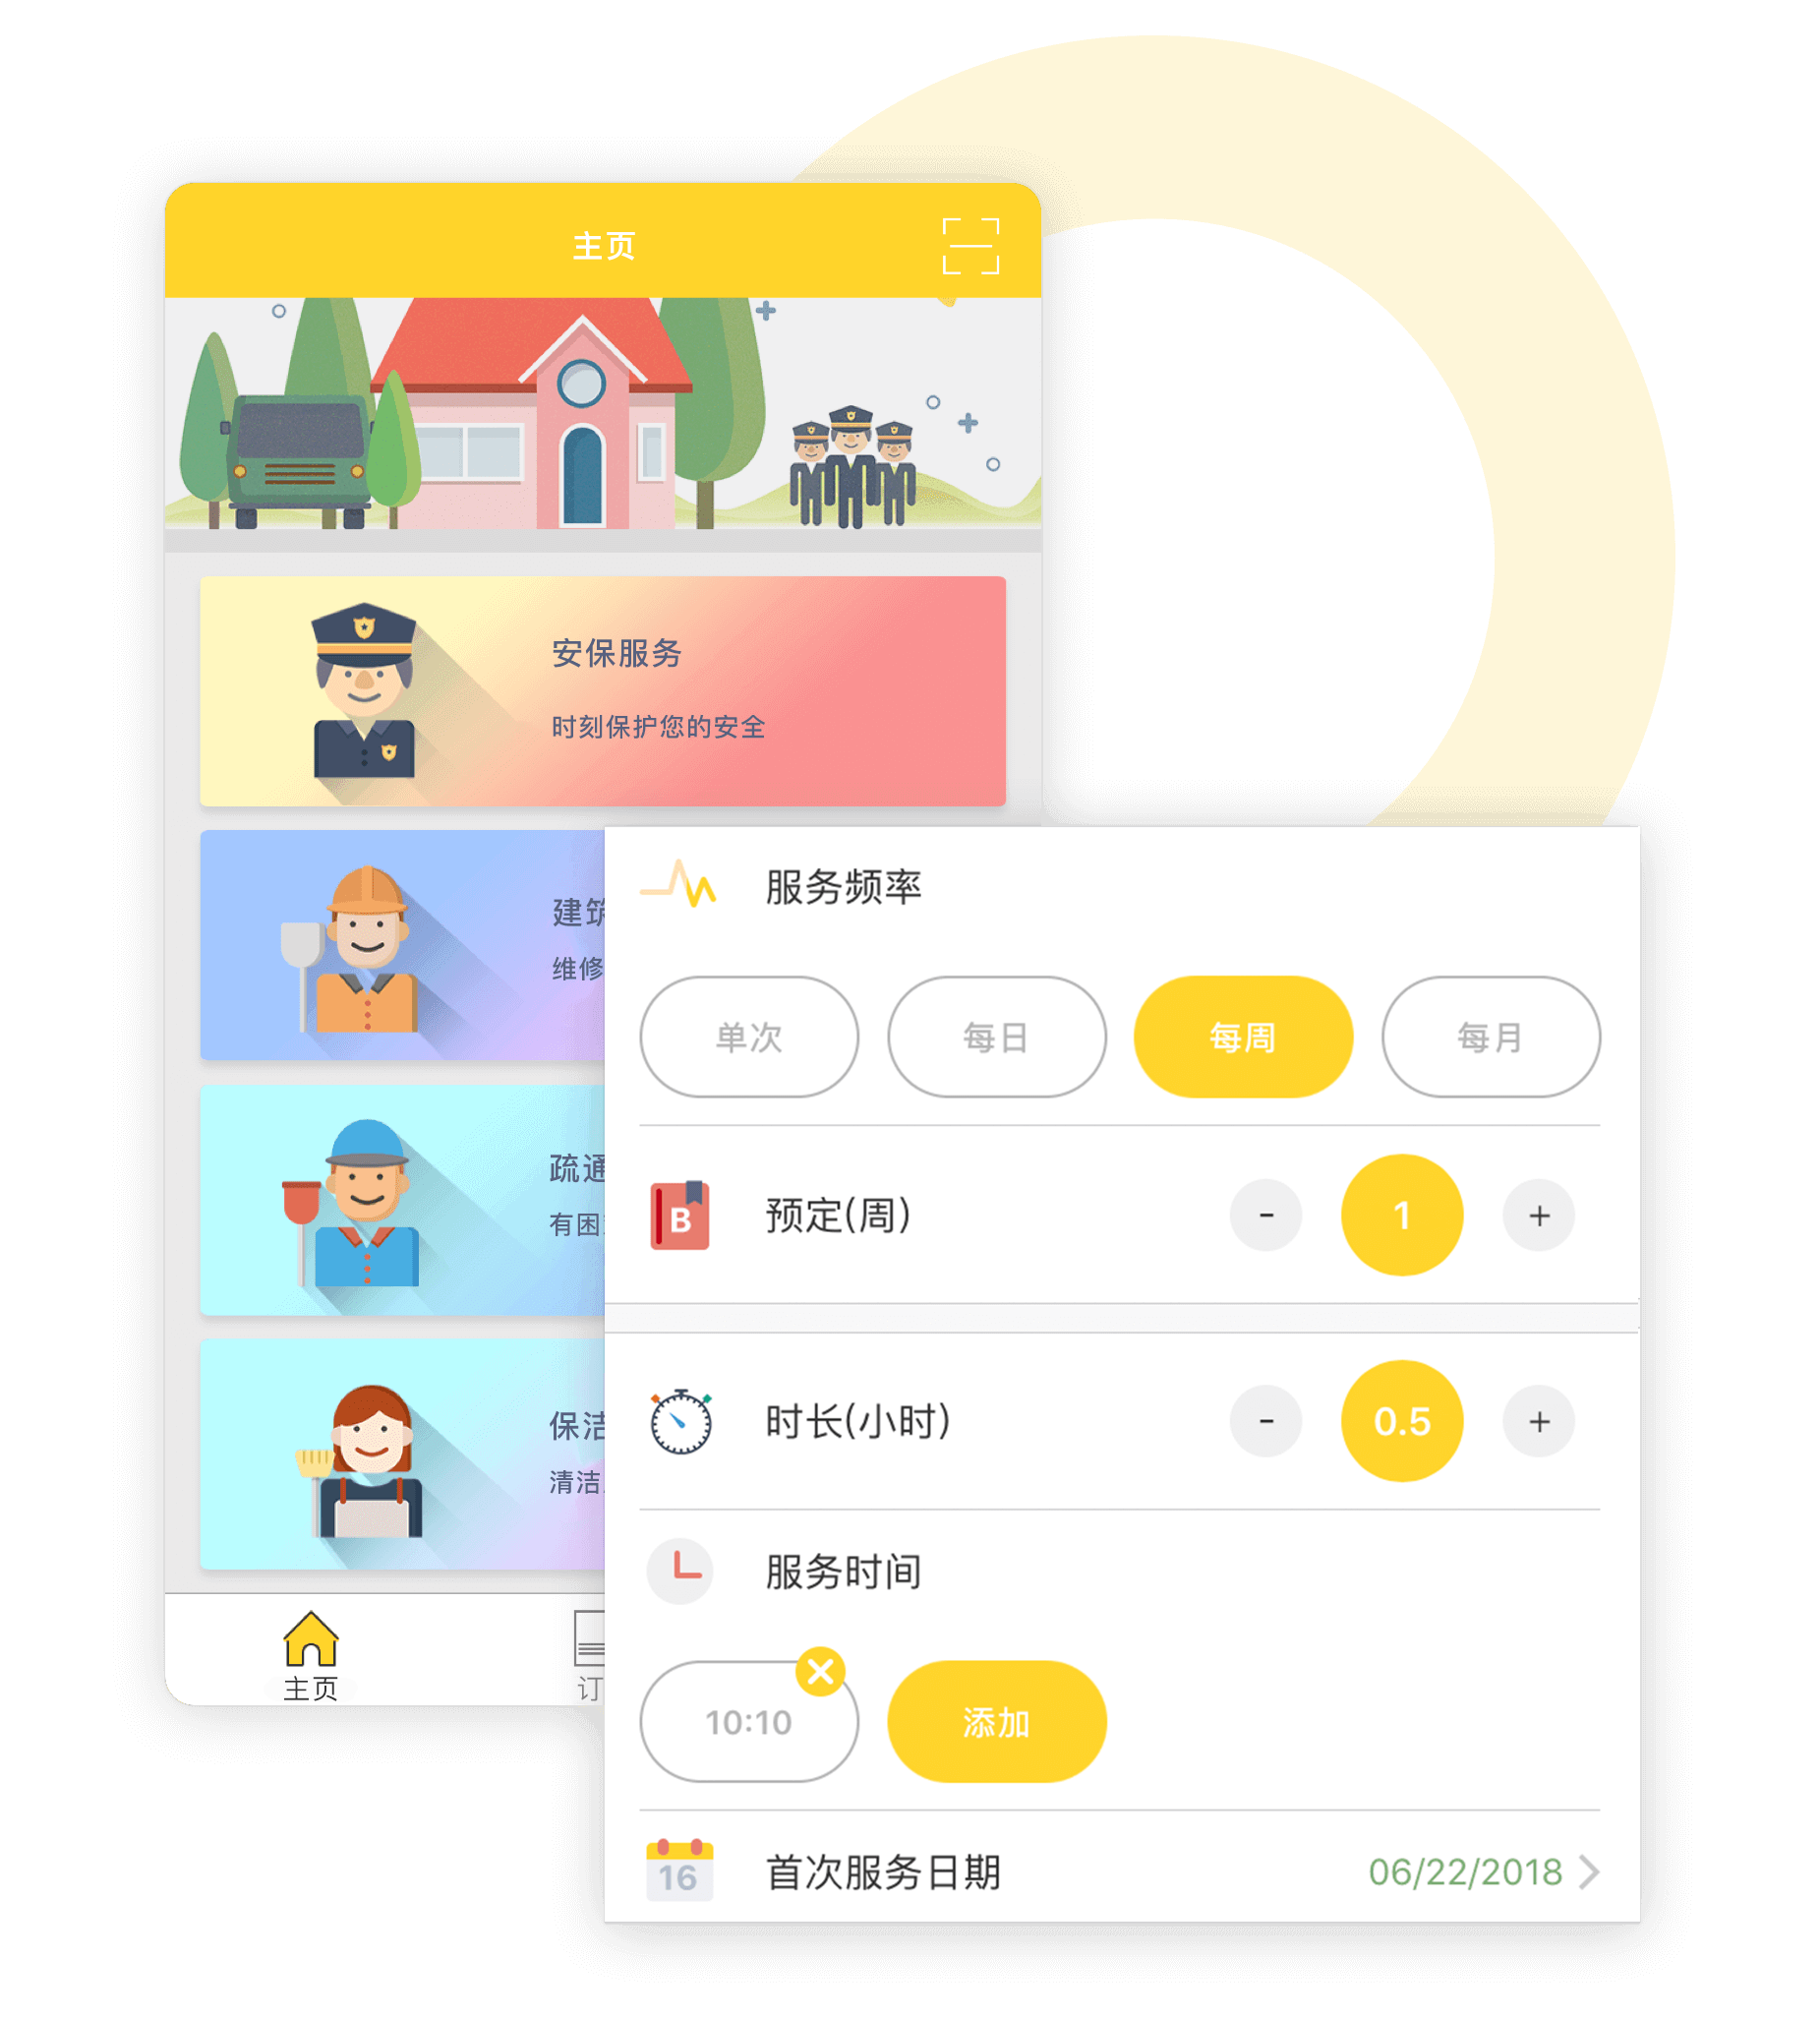 主页
安保服务
时刻保护您的安全
建筑
维修
疏通
有困
保洁
清洁
主页
订
服务频率
单次
每日
每周
每月
B
预定(周)
-
1
+
时长(小时)
-
0.5
+
服务时间
10:10
添加
16
首次服务日期
06/22/2018